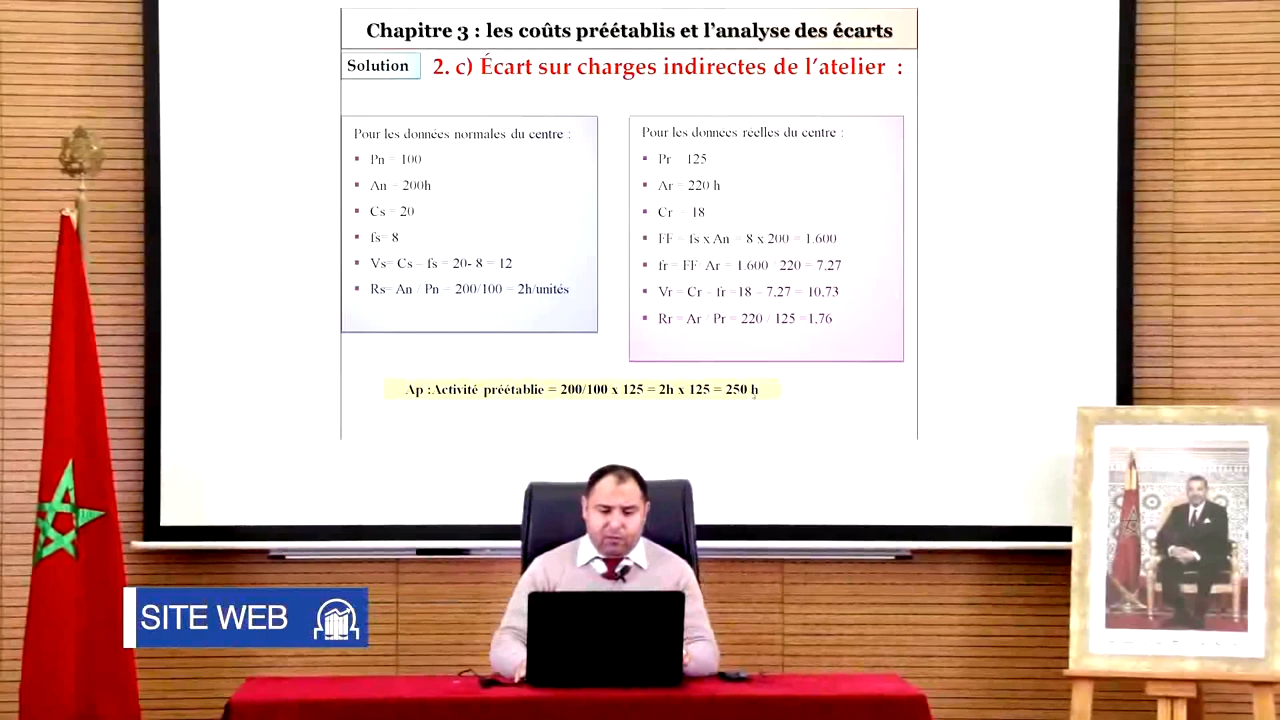 Chapitre 3 : les coûts préétablis et l'analyse des écarts
Solution
2. c) Écart sur charges indirectes de l'atelier :
Pour les données normales du centre :
▪ Pn = 100
▪ An = 200h
▪ Cs = 20
▪ fs= 8
▪ Vs= Cs – fs = 20- 8 = 12
▪ Rs= An / Pn = 200/100 = 2h/unités
Pour les données réelles du centre :
▪ Pr = 125
▪ Ar = 220 h
▪ Cr = 18
▪ FF = fs x An = 8 x 200 = 1.600
▪ fr = FF/ Ar = 1.600 / 220 = 7,27
▪ Vr = Cr - fr =18 – 7,27 = 10,73
▪ Rr = Ar / Pr = 220 / 125 =1,76
Ap : Activité préétablie = 200/100 x 125 = 2h x 125 = 250 h
SITE WEB